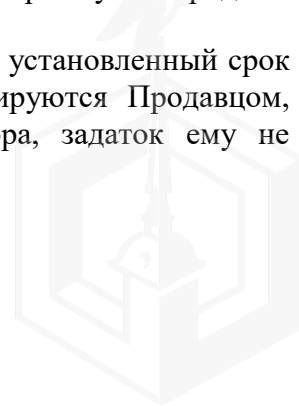 установленный срок
ируются Продавцом,
ра, задаток ему не